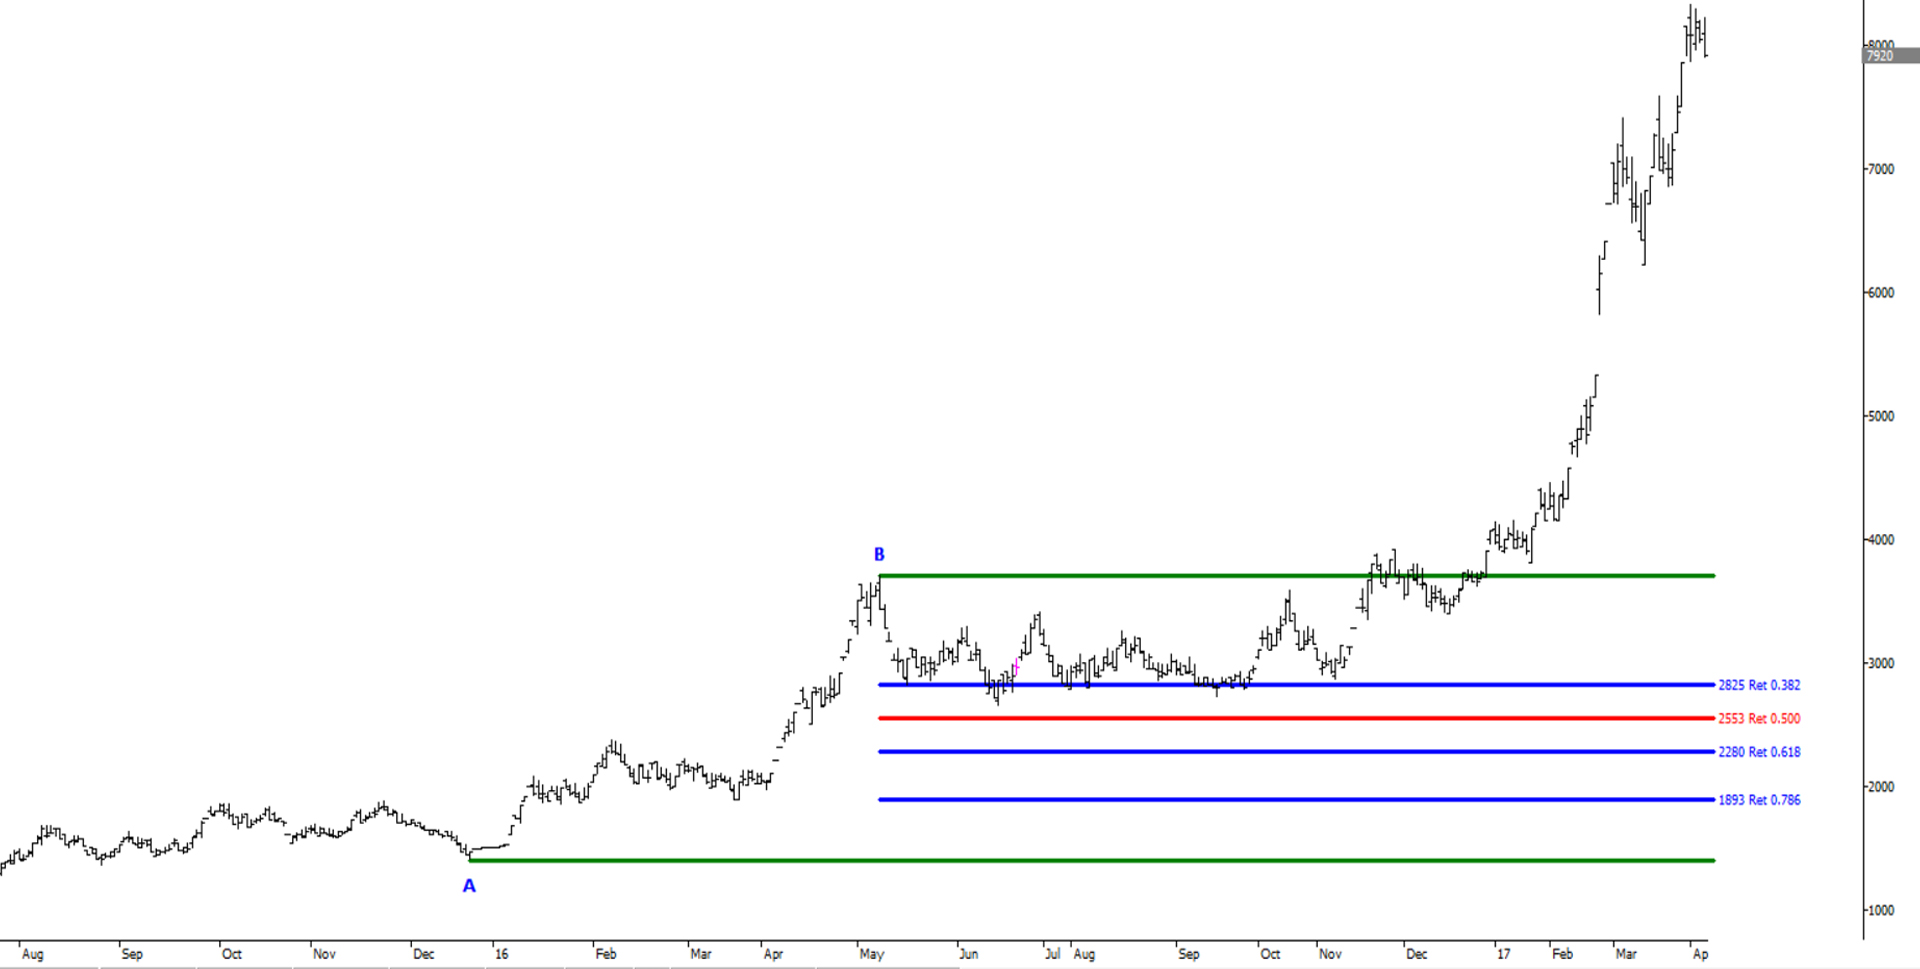 8000
7920
7000
6000
5000
4000
B
3000
2825 Ret 0.382
2553 Ret 0.500
2280 Ret 0.618
2000
1893 Ret 0.786
A
1000
Aug Sep Oct Nov Dec 16 Feb Mar Apr May Jun Jul Aug Sep Oct Nov Dec 17 Feb Mar Ap